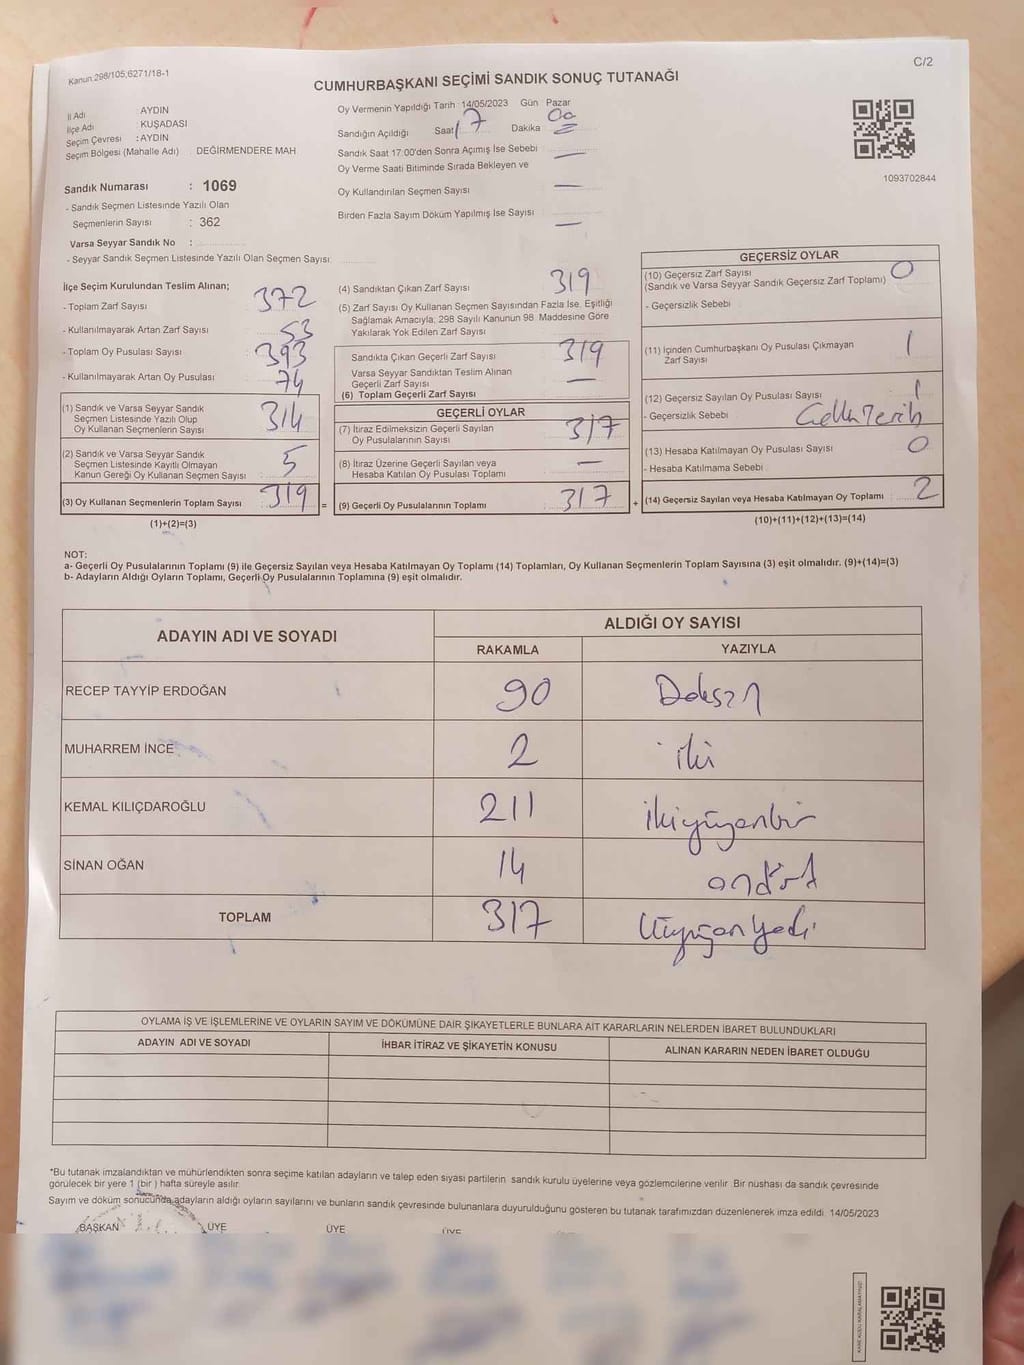 Kanun 298/105;6271/18-1
C/2
CUMHURBAŞKANI SEÇİMİ SANDIK SONUÇ TUTANAĞI
İl Adı : AYDIN
İlçe Adı : KUŞADASI
Seçim Çevresi : AYDIN
Seçim Bölgesi (Mahalle Adı) : DEĞİRMENDERE MAH
Sandık Numarası : 1069
- Sandık Seçmen Listesinde Yazılı Olan
Seçmenlerin Sayısı : 362
Varsa Seyyar Sandık No :
- Seyyar Sandık Seçmen Listesinde Yazılı Olan Seçmen Sayısı:
Oy Vermenin Yapıldığı Tarih : 14/05/2023 Gün Pazar
Sandığın Açıldığı Saat 17 Dakika 00
Sandık Saat 17:00'den Sonra Açımış İse Sebebi —
Oy Verme Saati Bitiminde Sırada Bekleyen ve
Oy Kullandırılan Seçmen Sayısı —
Birden Fazla Sayım Döküm Yapılmış İse Sayısı —
1093702844
İlçe Seçim Kurulundan Teslim Alınan;
- Toplam Zarf Sayısı 372
- Kullanılmayarak Artan Zarf Sayısı 53
- Toplam Oy Pusulası Sayısı 393
- Kullanılmayarak Artan Oy Pusulası 74
(1) Sandık ve Varsa Seyyar Sandık
Seçmen Listesinde Yazılı Olup
Oy Kullanan Seçmenlerin Sayısı 314
(2) Sandık ve Varsa Seyyar Sandık
Seçmen Listesinde Kayıtlı Olmayan
Kanun Gereği Oy Kullanan Seçmen Sayısı 5
(3) Oy Kullanan Seçmenlerin Toplam Sayısı 319 =
(1)+(2)=(3)
(4) Sandıktan Çıkan Zarf Sayısı 319
(5) Zarf Sayısı Oy Kullanan Seçmen Sayısından Fazla İse, Eşitliği
Sağlamak Amacıyla; 298 Sayılı Kanunun 98. Maddesine Göre
Yakılarak Yok Edilen Zarf Sayısı
Sandıkta Çıkan Geçerli Zarf Sayısı 319
Varsa Seyyar Sandıktan Teslim Alınan
Geçerli Zarf Sayısı —
(6) Toplam Geçerli Zarf Sayısı
GEÇERLİ OYLAR
(7) İtiraz Edilmeksizin Geçerli Sayılan
Oy Pusulalarının Sayısı 317
(8) İtiraz Üzerine Geçerli Sayılan veya
Hesaba Katılan Oy Pusulası Toplamı —
(9) Geçerli Oy Pusulalarının Toplamı 317 +
GEÇERSİZ OYLAR
(10) Geçersiz Zarf Sayısı 0
(Sandık ve Varsa Seyyar Sandık Geçersiz Zarf Toplamı)
- Geçersizlik Sebebi
(11) İçinden Cumhurbaşkanı Oy Pusulası Çıkmayan
Zarf Sayısı 1
(12) Geçersiz Sayılan Oy Pusulası Sayısı 1
- Geçersizlik Sebebi
(13) Hesaba Katılmayan Oy Pusulası Sayısı 0
- Hesaba Katılmama Sebebi
(14) Geçersiz Sayılan veya Hesaba Katılmayan Oy Toplamı 2
(10)+(11)+(12)+(13)=(14)
NOT:
a- Geçerli Oy Pusulalarının Toplamı (9) ile Geçersiz Sayılan veya Hesaba Katılmayan Oy Toplamı (14) Toplamları, Oy Kullanan Seçmenlerin Toplam Sayısına (3) eşit olmalıdır. (9)+(14)=(3)
b- Adayların Aldığı Oyların Toplamı, Geçerli Oy Pusulalarının Toplamına (9) eşit olmalıdır.
ADAYIN ADI VE SOYADI
ALDIĞI OY SAYISI
RAKAMLA YAZIYLA
RECEP TAYYİP ERDOĞAN 90 Doksan
MUHARREM İNCE 2 iki
KEMAL KILIÇDAROĞLU 211 ikiyüzonbir
SİNAN OĞAN 14 ondört
TOPLAM 317 Üçyüzonyedi
OYLAMA İŞ VE İŞLEMLERİNE VE OYLARIN SAYIM VE DÖKÜMÜNE DAİR ŞİKAYETLERLE BUNLARA AİT KARARLARIN NELERDEN İBARET BULUNDUKLARI
ADAYIN ADI VE SOYADI İHBAR İTİRAZ VE ŞİKAYETİN KONUSU ALINAN KARARIN NEDEN İBARET OLDUĞU
*Bu tutanak imzalandıktan ve mühürlendikten sonra seçime katılan adayların ve talep eden siyasi partilerin sandık kurulu üyelerine veya gözlemcilerine verilir. Bir nüshası da sandık çevresinde
görülecek bir yere 1 (bir ) hafta süreyle asılır.
Sayım ve döküm sonucunda adayların aldığı oyların sayılarını ve bunların sandık çevresinde bulunanlara duyurulduğunu gösteren bu tutanak tarafımızdan düzenlenerek imza edildi. 14/05/2023
BAŞKAN ÜYE ÜYE ÜYE